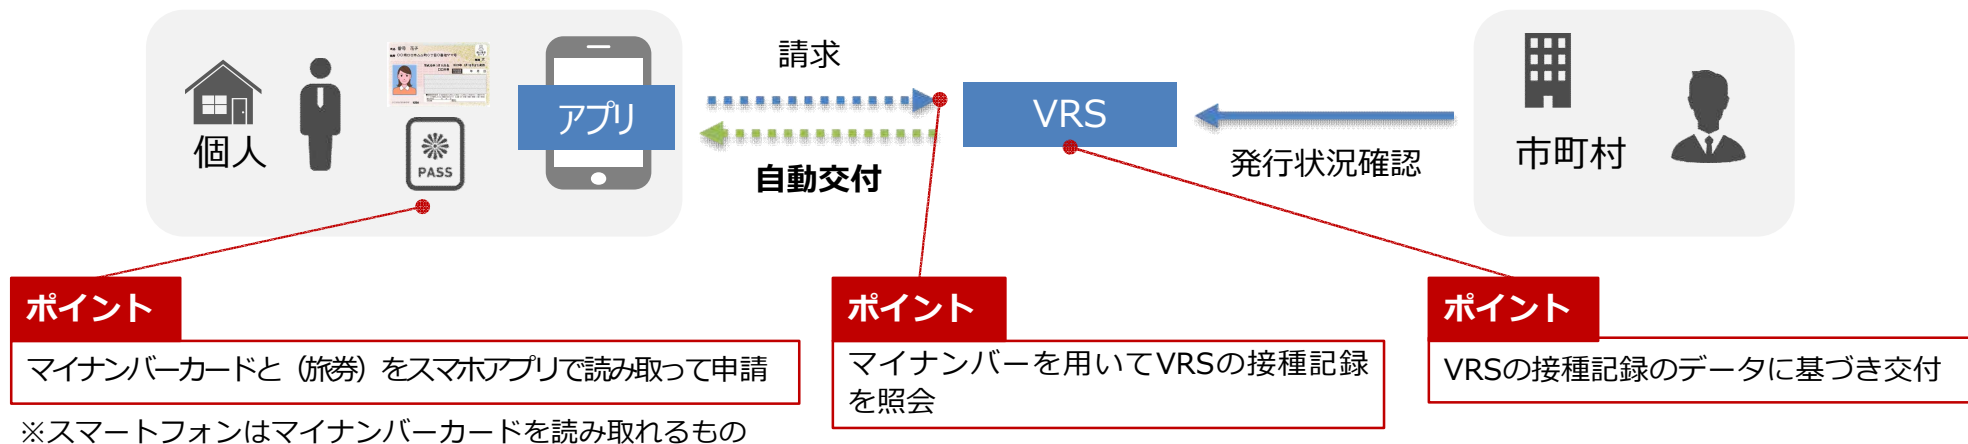 個人
PASS
アプリ
請求
自動交付
VRS
発行状況確認
市町村
ポイント
マイナンバーカードと（旅券）をスマホアプリで読み取って申請
※スマートフォンはマイナンバーカードを読み取れるもの
ポイント
マイナンバーを用いてVRSの接種記録
を照会
ポイント
VRSの接種記録のデータに基づき交付